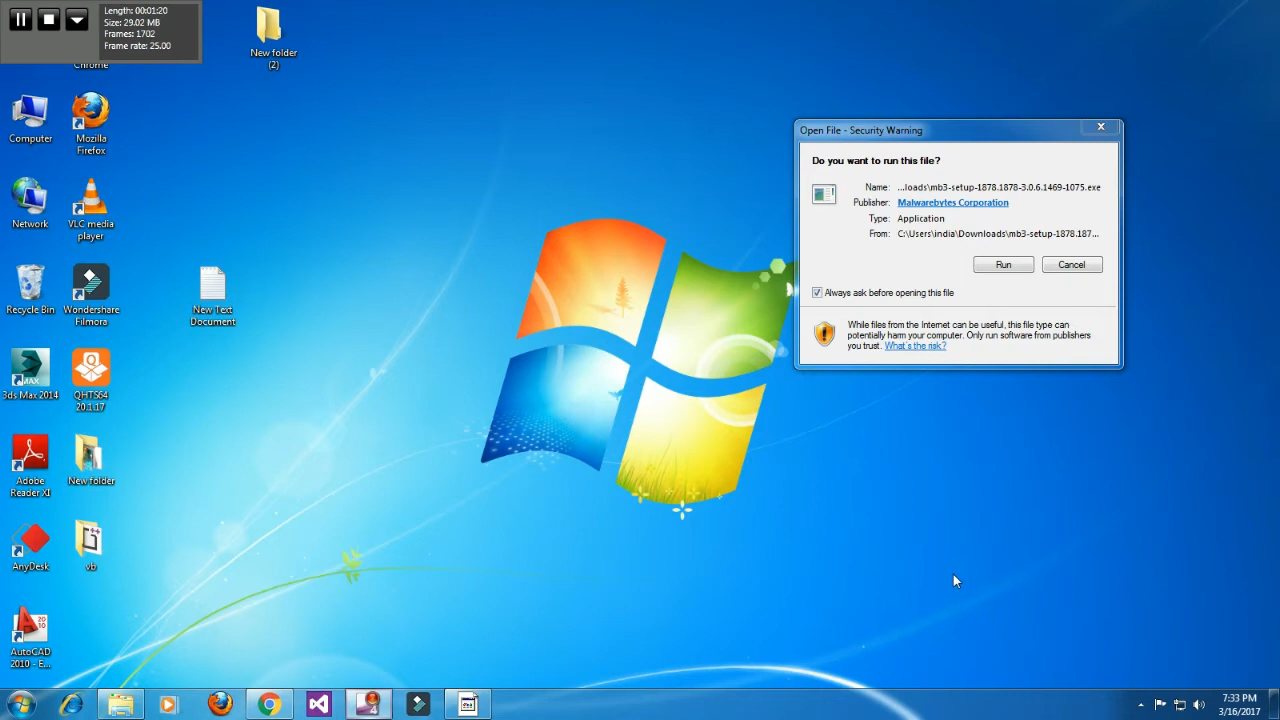 Length: 00:01:20
Size: 29.02 MB
Frames: 1702
Frame rate: 25.00
Chrome
New folder
(2)
Computer
Mozilla
Firefox
Network
VLC media
player
Recycle Bin
Wondershare
Filmora
New Text
Document
MAX
3ds Max 2014
QHTS64
20.1.17
Adobe
Reader XI
New folder
AnyDesk
vb
AutoCAD
2010 - E...
Open File - Security Warning
Do you want to run this file?
Name: ...loads\mb3-setup-1878.1878-3.0.6.1469-1075.exe
Publisher: Malwarebytes Corporation
Type: Application
From: C:\Users\india\Downloads\mb3-setup-1878.187...
Run
Cancel
Always ask before opening this file
While files from the Internet can be useful, this file type can
potentially harm your computer. Only run software from publishers
you trust. What's the risk?
7:33 PM
3/16/2017